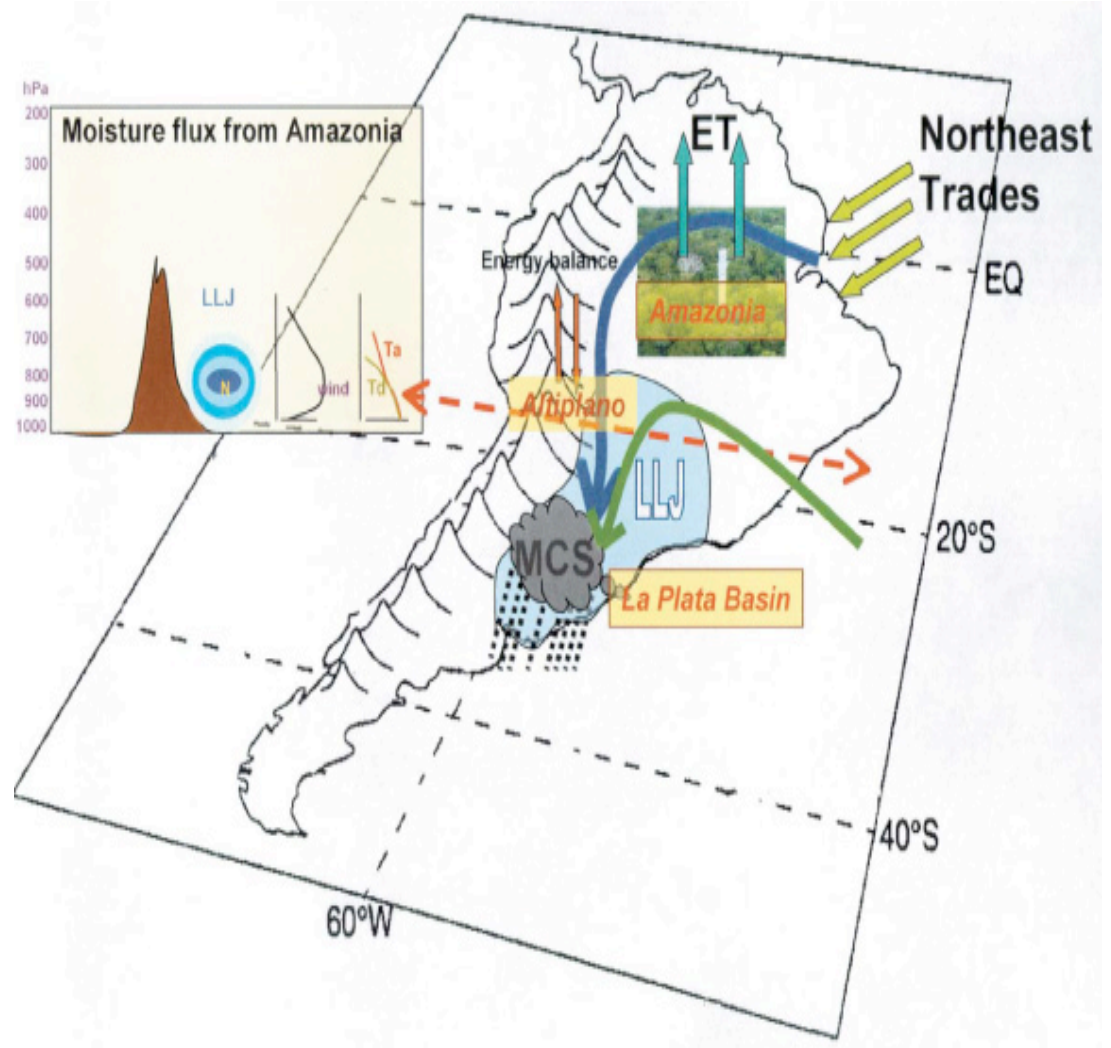 hPa
200
300
400
500
600
700
800
900
1000
Moisture flux from Amazonia
LLJ
N
wind
Ta
Td
ET
Northeast
Trades
EQ
Energy balance
Amazonia
Altiplano
LLJ
MCS
La Plata Basin
20°S
40°S
60°W